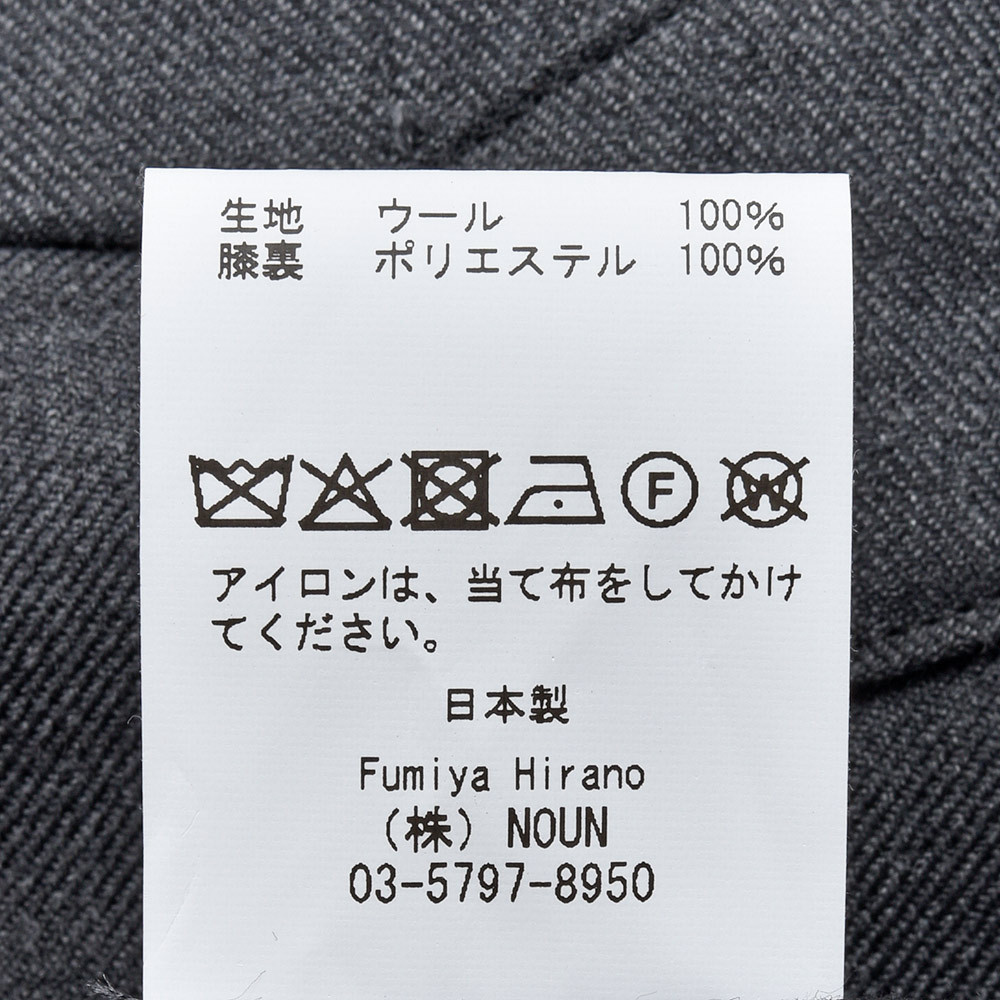 生地 ウール 100%
膝裏 ポリエステル 100%
F W
アイロンは、当て布をしてかけ
てください。
日本製
Fumiya Hirano
(株) NOUN
03-5797-8950